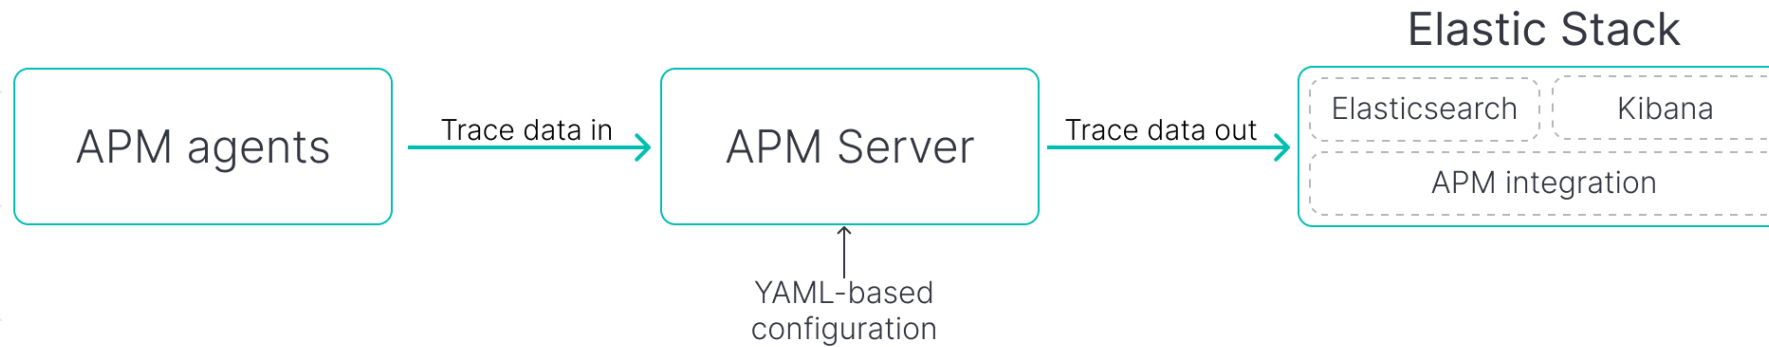 Elastic Stack
APM agents
Trace data in
APM Server
Trace data out
Elasticsearch
Kibana
APM integration
YAML-based
configuration